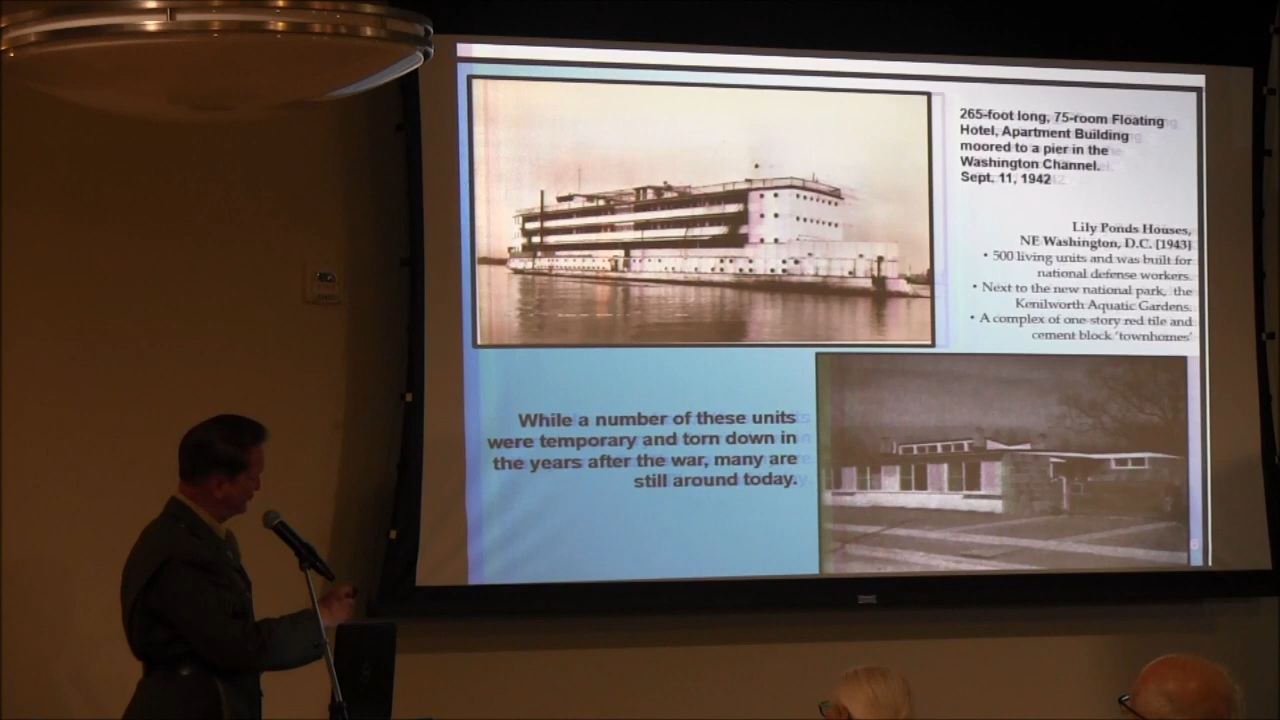 265-foot long, 75-room Floating
Hotel, Apartment Building
moored to a pier in the
Washington Channel.
Sept. 11, 1942
Lily Ponds Houses,
NE Washington, D.C. [1943]
• 500 living units and was built for
national defense workers.
• Next to the new national park, the
Kenilworth Aquatic Gardens.
• A complex of one-story red tile and
cement block 'townhomes'
While a number of these units
were temporary and torn down in
the years after the war, many are
still around today.
6